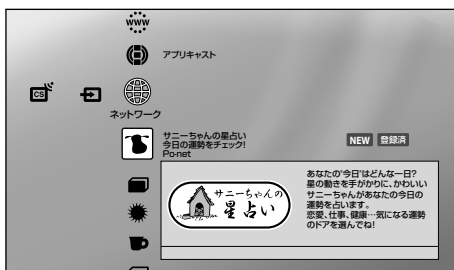 www
アプリキャスト
CS
ネットワーク
サニーちゃんの星占い
今日の運勢をチェック!
Po-net
NEW 登録済
サニーちゃんの
星占い
あなたの"今日"はどんな一日?
星の動きを手がかりに、かわいい
サニーちゃんがあなたの今日の
運勢を占います。
恋愛、仕事、健康…気になる運勢
のドアを選んでね!